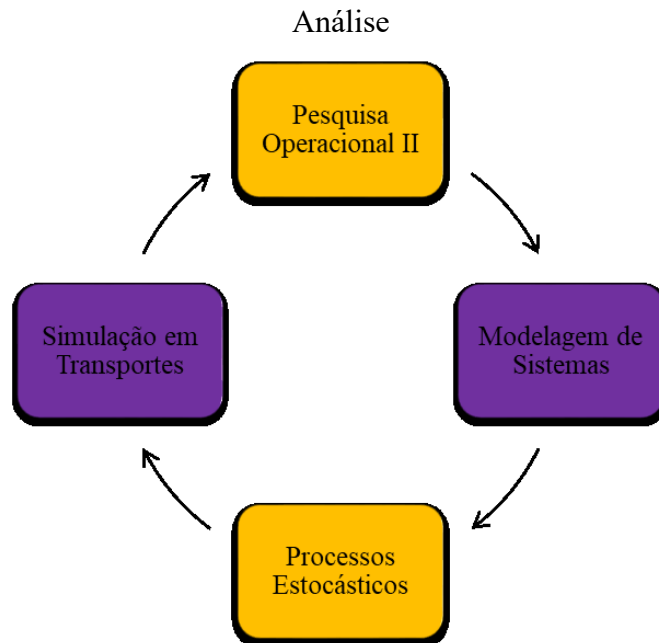 Análise
Pesquisa
Operacional II
Simulação em
Transportes
Modelagem de
Sistemas
Processos
Estocásticos